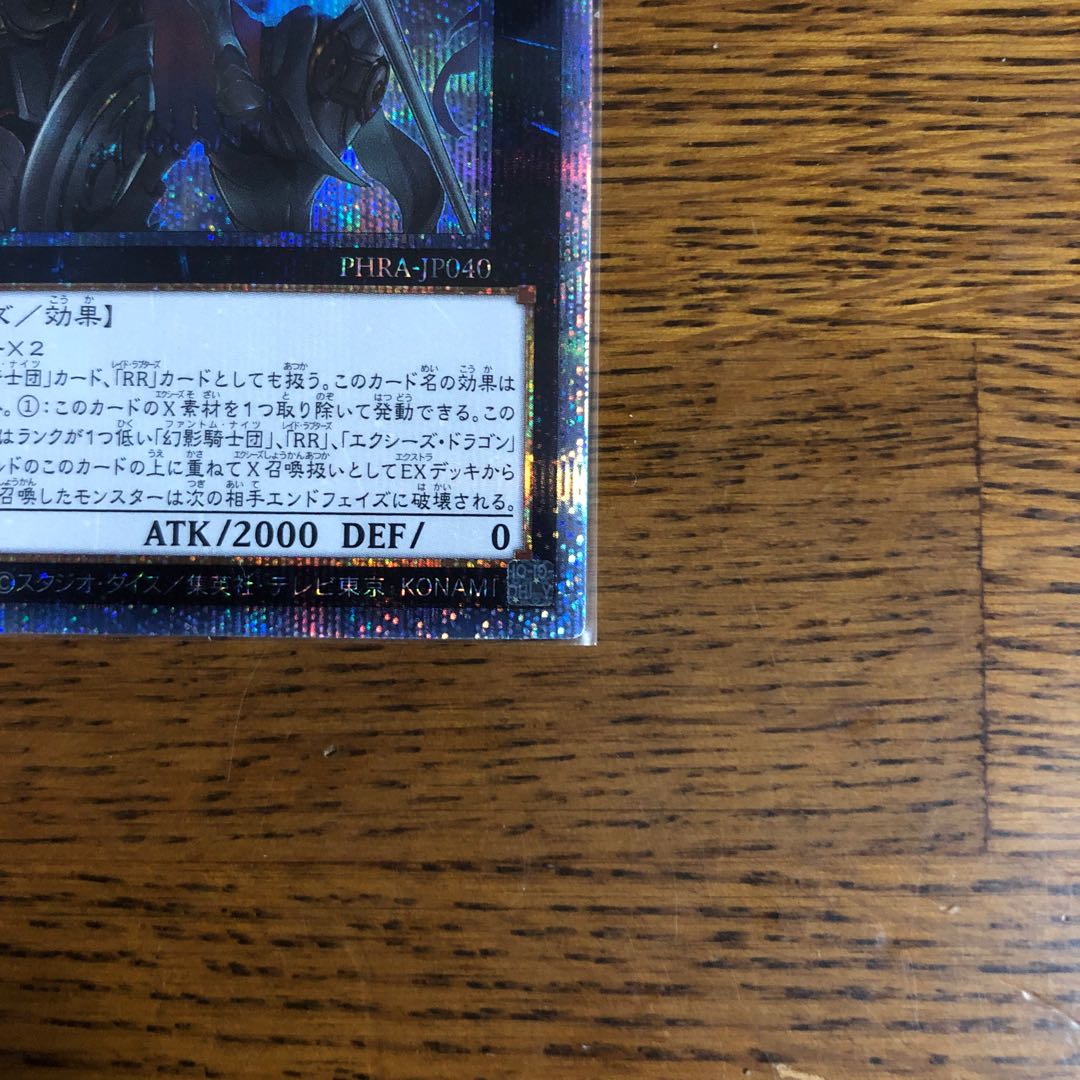 PHRA-JP040
ズ/効果】
-X2
士団」カード、「RR」カードとしても扱う。このカード名の効果は
。①:このカードのX素材を1つ取り除いて発動できる。この
はランクが1つ低い「幻影騎士団」、「RR」、「エクシーズ・ドラゴン」
ルドのこのカードの上に重ねてX召喚扱いとしてEXデッキから
召喚したモンスターは次の相手エンドフェイズに破壊される。
ATK/2000 DEF/ 0
©スタジオ・ダイス/集英社・テレビ東京・KONAMI